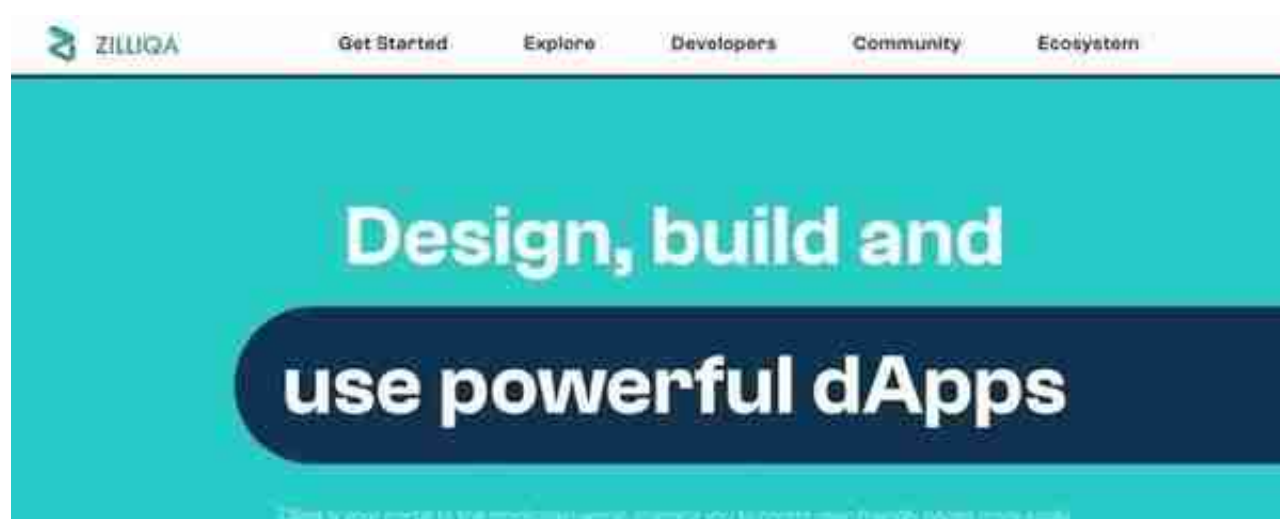 ZILLIQA Get Started Explore Developers Community Ecosystem
Design, build and
use powerful dApps